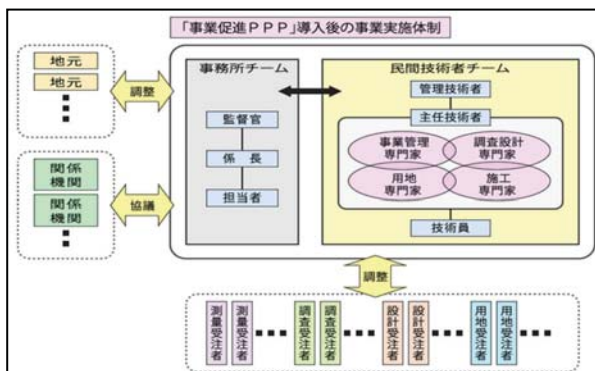 「事業促進PPP」導入後の事業実施体制
地元
地元
調整
関係
機関
関係
機関
協議
事務所チーム
監督官
係 長
担当者
民間技術者チーム
管理技術者
主任技術者
事業管理
専門家
調査設計
専門家
用地
専門家
施工
専門家
技術員
調整
測量受注者
測量受注者
調査受注者
調査受注者
設計受注者
設計受注者
用地受注者
用地受注者